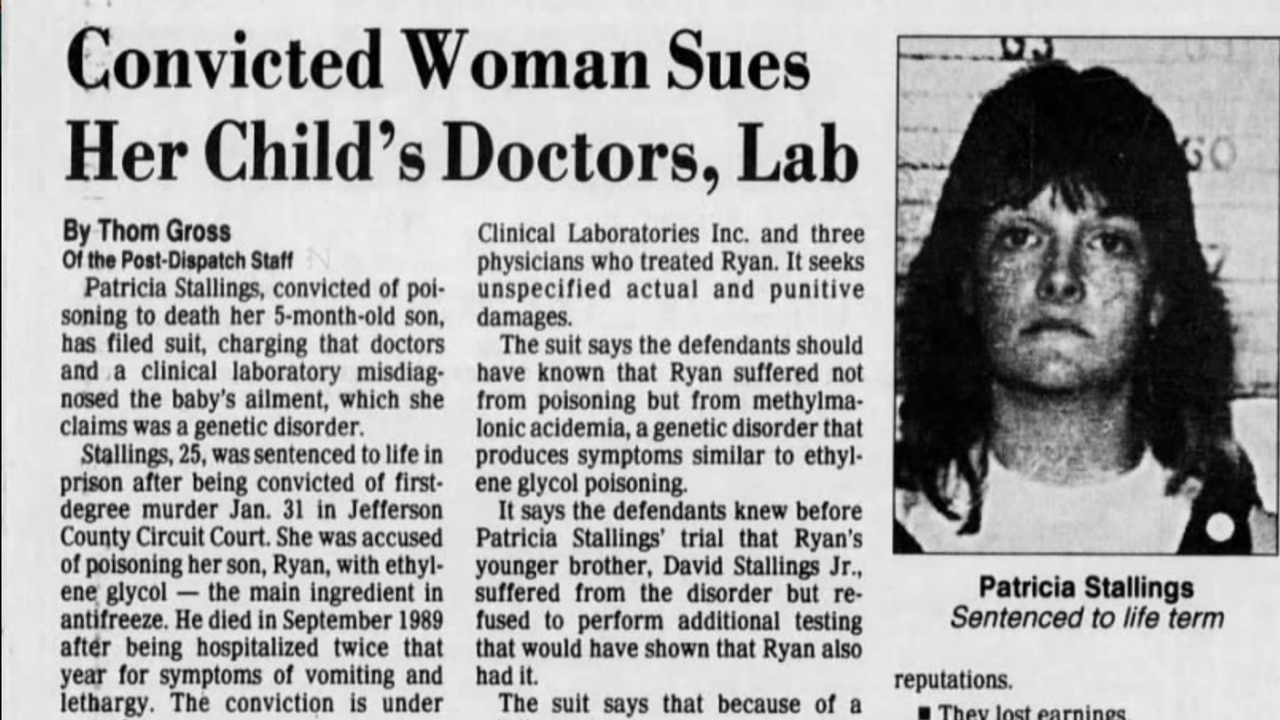 Convicted Woman Sues
Her Child's Doctors, Lab
By Thom Gross
Of the Post-Dispatch Staff
Patricia Stallings, convicted of poi-
soning to death her 5-month-old son,
has filed suit, charging that doctors
and a clinical laboratory misdiag-
nosed the baby's ailment, which she
claims was a genetic disorder.
Stallings, 25, was sentenced to life in
prison after being convicted of first-
degree murder Jan. 31 in Jefferson
County Circuit Court. She was accused
of poisoning her son, Ryan, with ethyl-
ene glycol — the main ingredient in
antifreeze. He died in September 1989
after being hospitalized twice that
year for symptoms of vomiting and
lethargy. The conviction is under
Clinical Laboratories Inc. and three
physicians who treated Ryan. It seeks
unspecified actual and punitive
damages.
The suit says the defendants should
have known that Ryan suffered not
from poisoning but from methylma-
lonic acidemia, a genetic disorder that
produces symptoms similar to ethyl-
ene glycol poisoning.
It says the defendants knew before
Patricia Stallings' trial that Ryan's
younger brother, David Stallings Jr.,
suffered from the disorder but re-
fused to perform additional testing
that would have shown that Ryan also
had it.
The suit says that because of a
Patricia Stallings
Sentenced to life term
reputations.
■ They lost earnings